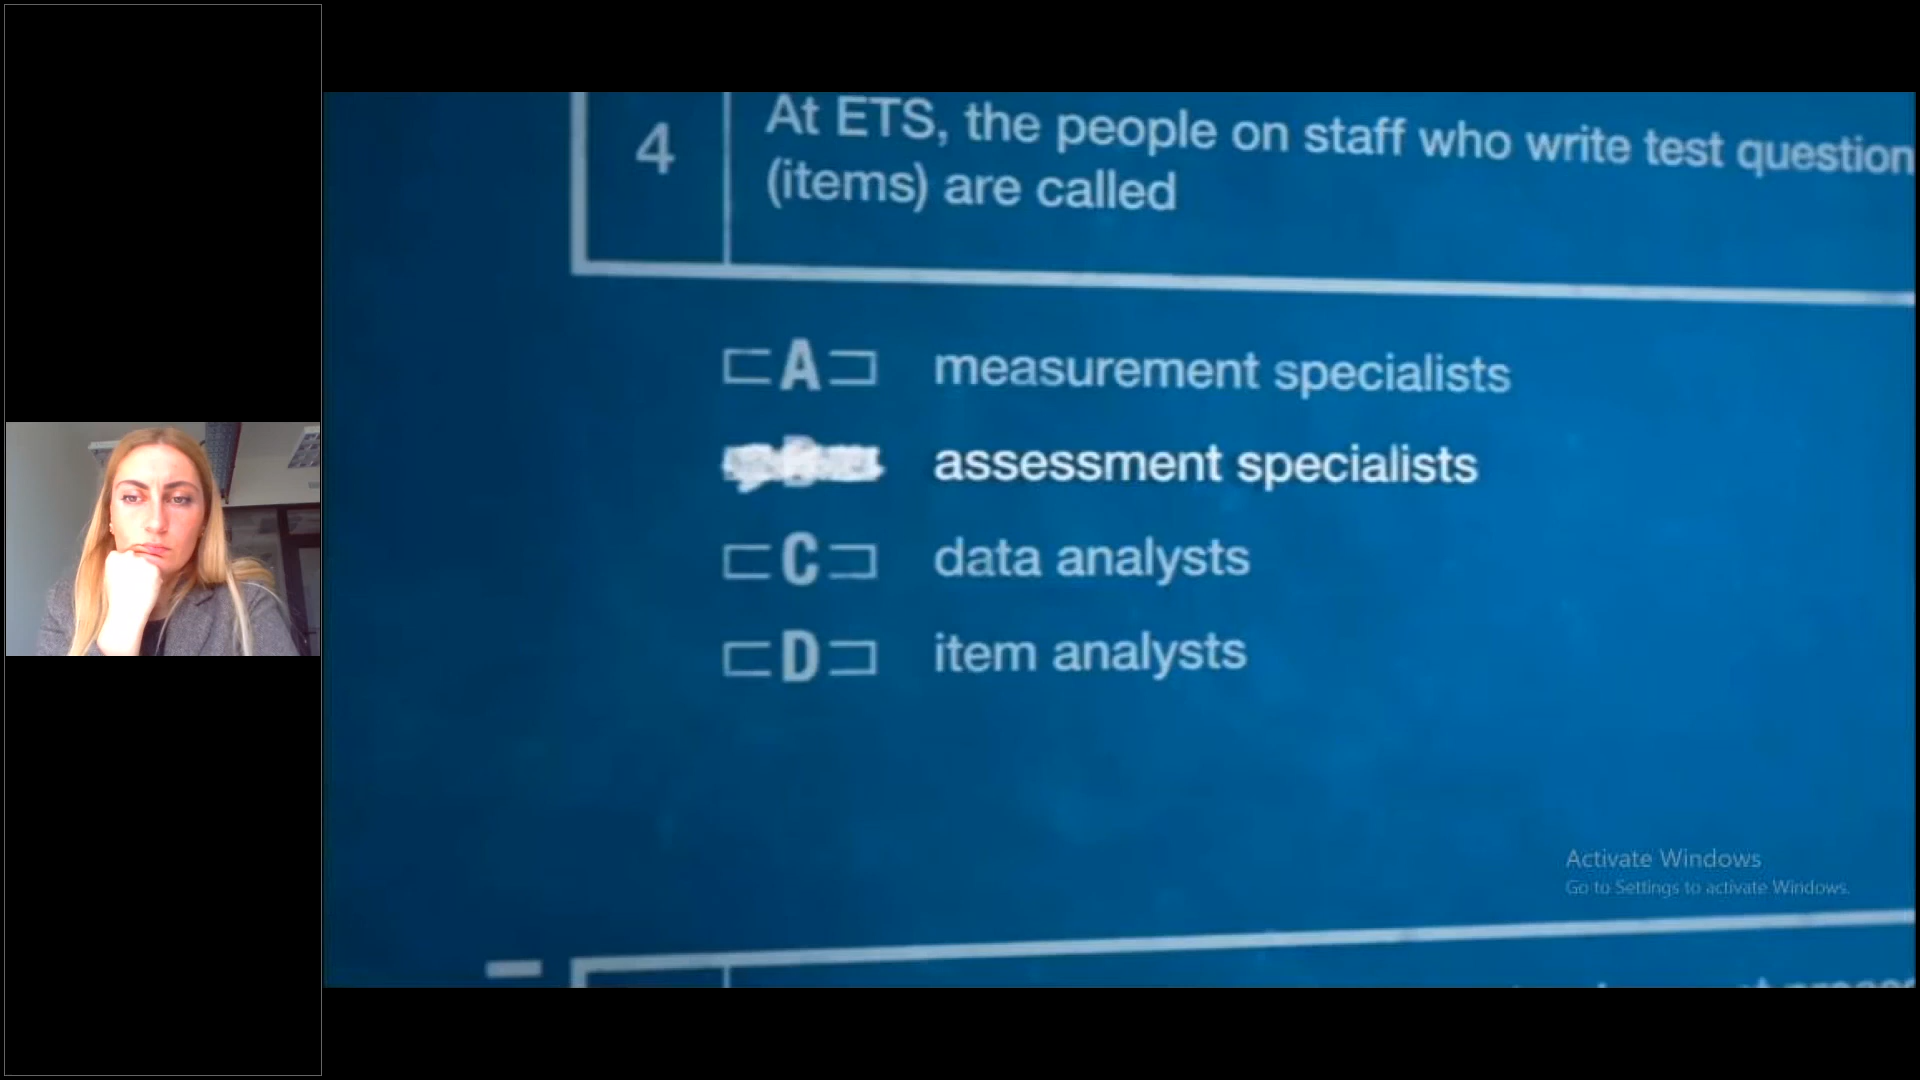 4
At ETS, the people on staff who write test question
(items) are called
A measurement specialists
assessment specialists
C data analysts
D item analysts
Activate Windows
Go to Settings to activate Windows.